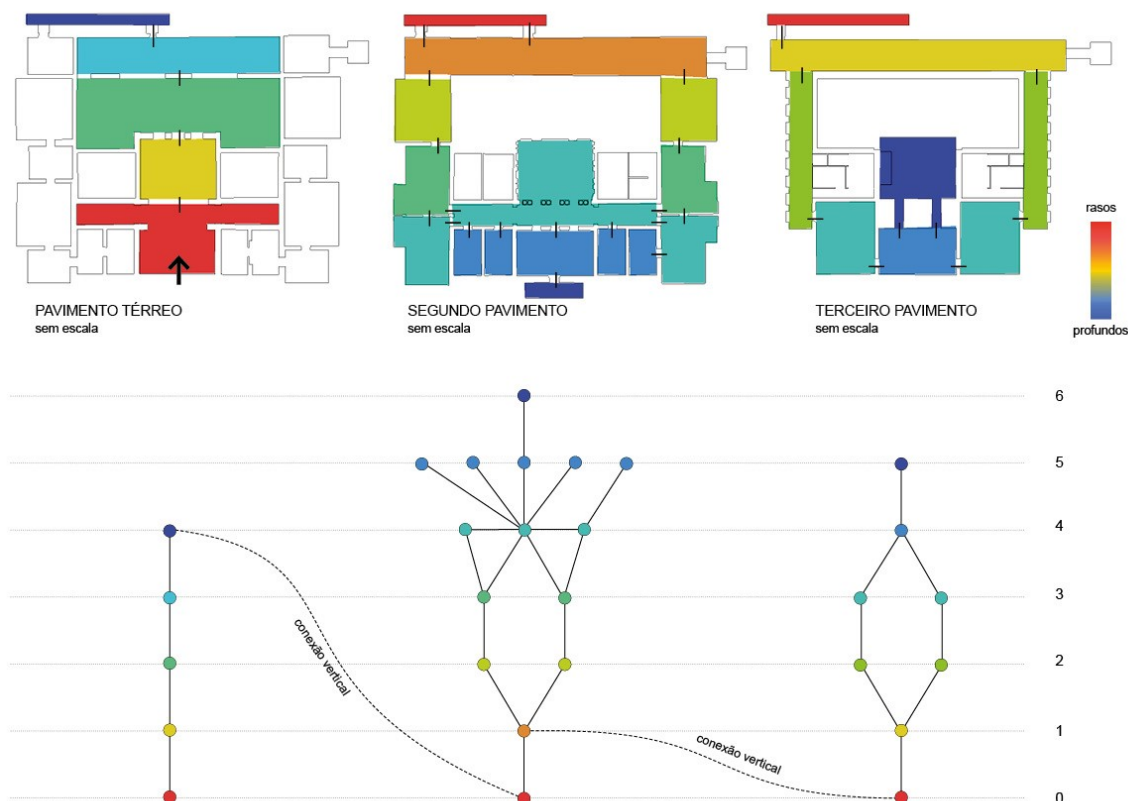 PAVIMENTO TÉRREO
sem escala
SEGUNDO PAVIMENTO
sem escala
TERCEIRO PAVIMENTO
sem escala
rasos
profundos
6
5
4
3
2
1
0
conexão vertical
conexão vertical